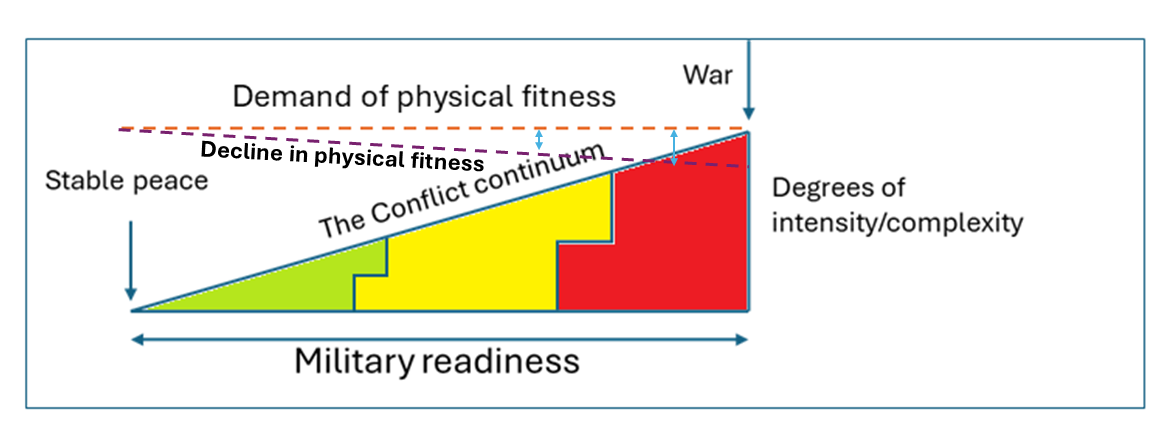 War
Demand of physical fitness
Decline in physical fitness
Stable peace
The Conflict continuum
Degrees of
intensity/complexity
Military readiness